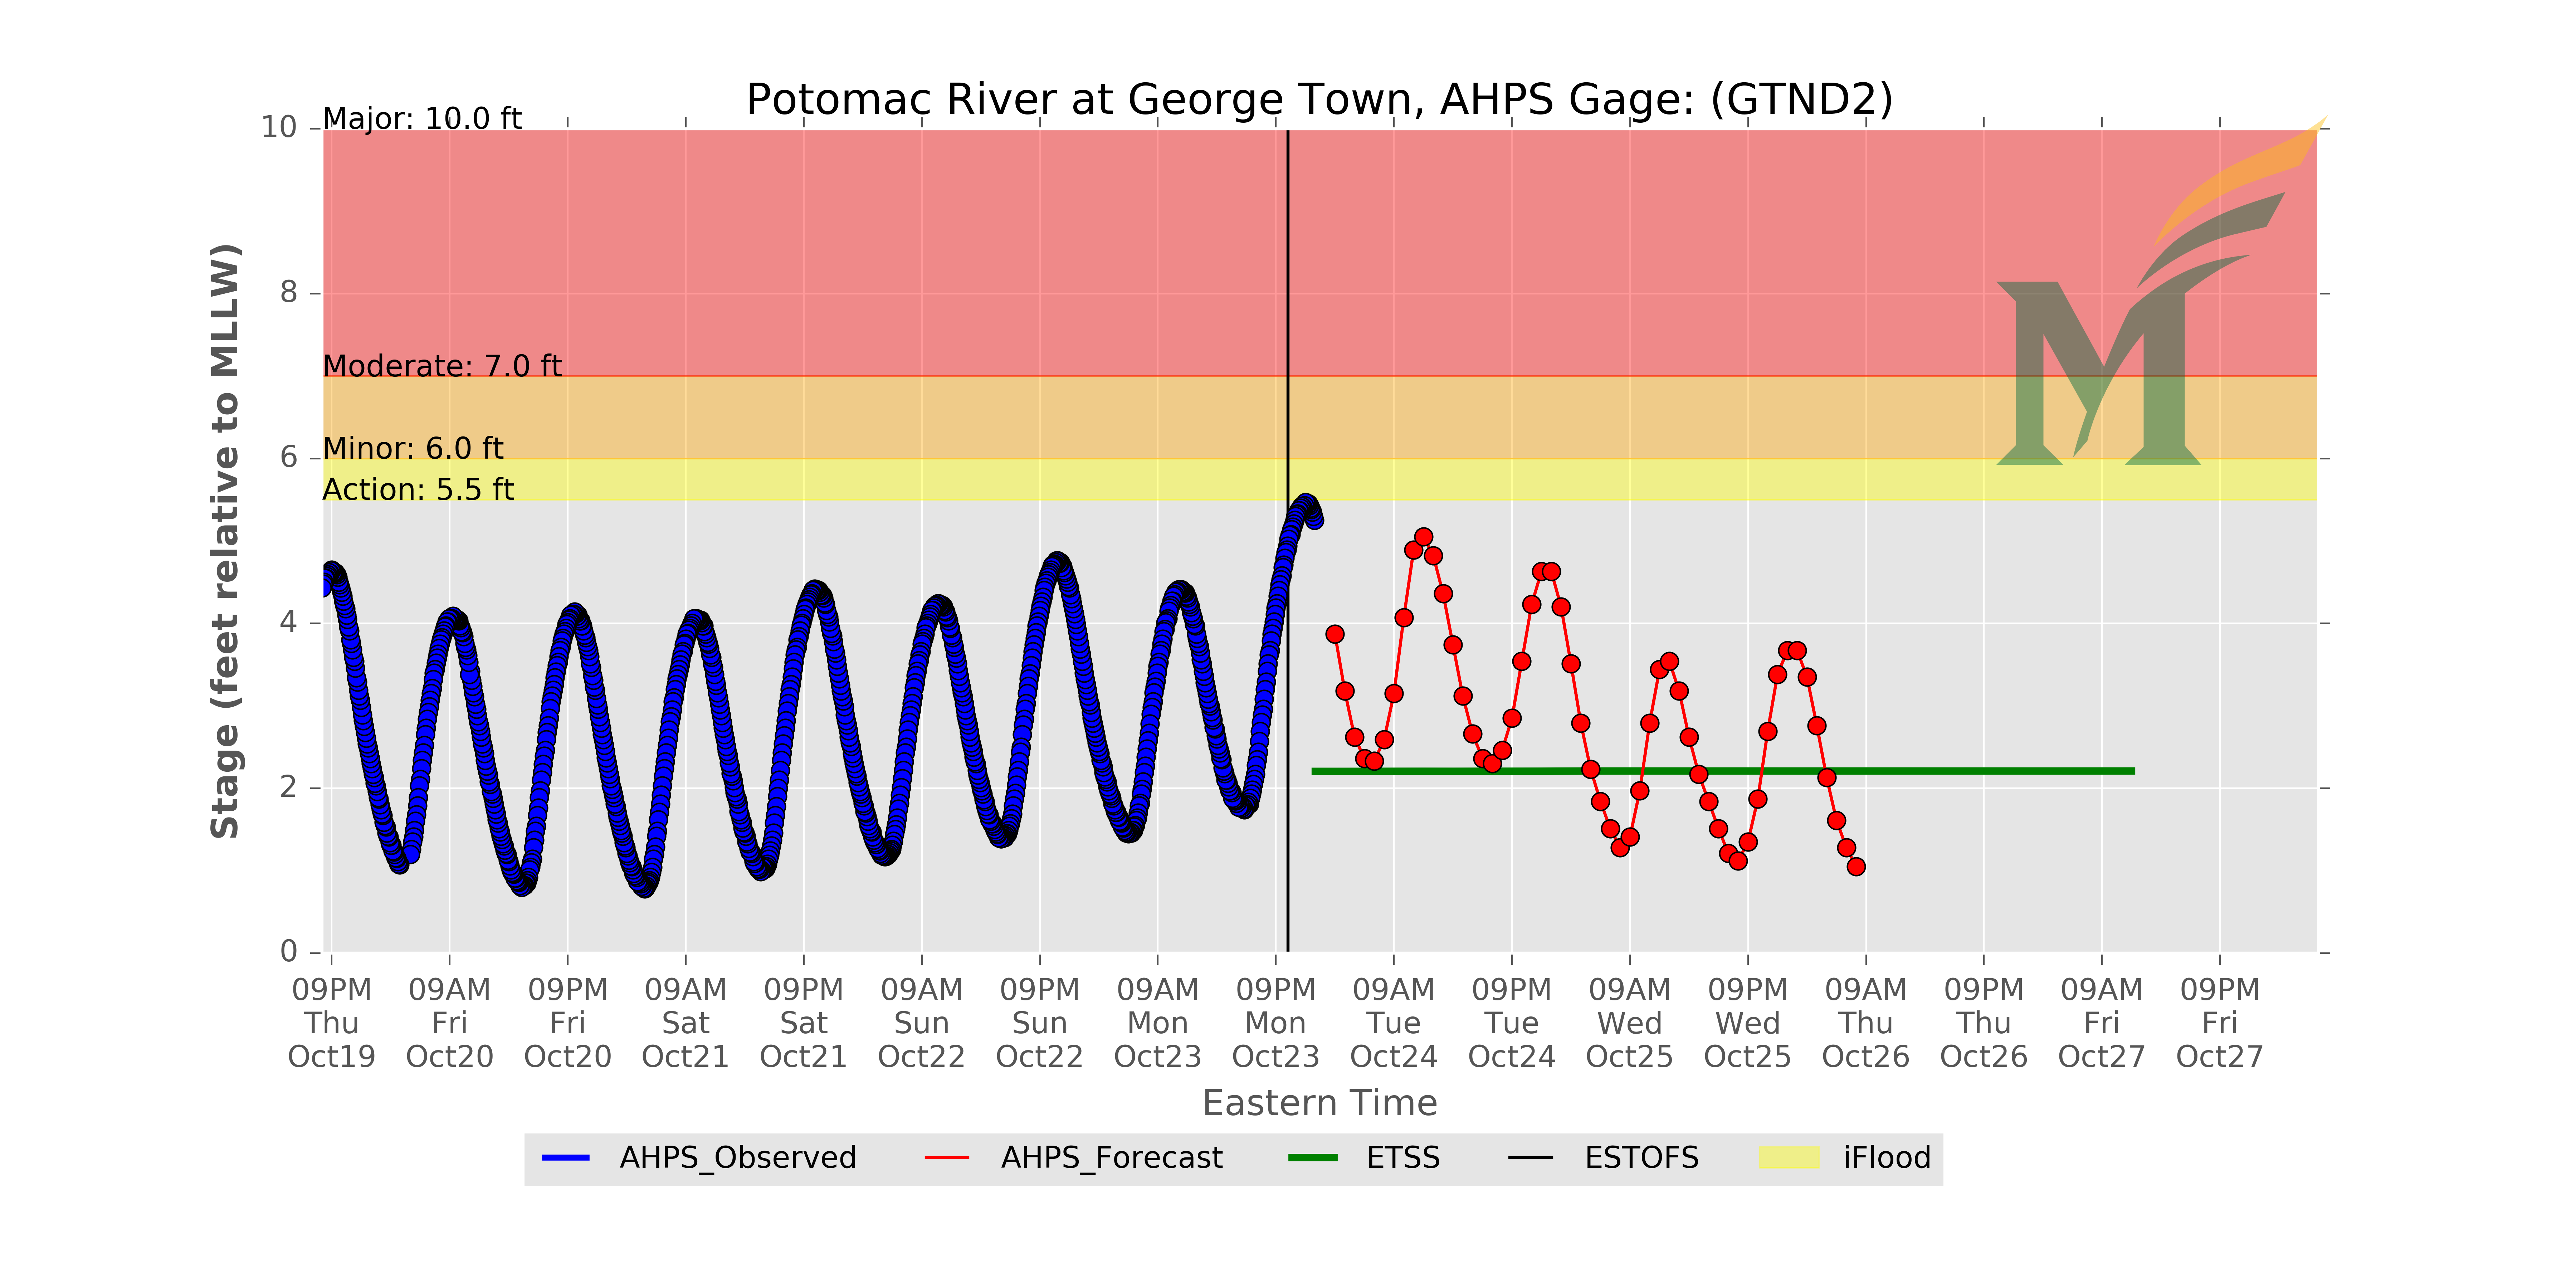 Potomac River at George Town, AHPS Gage: (GTND2)
Major: 10.0 ft
Moderate: 7.0 ft
Minor: 6.0 ft
Action: 5.5 ft
10
8
6
4
2
0
Stage (feet relative to MLLW)
09PM 09AM 09PM 09AM 09PM 09AM 09PM 09AM 09PM 09AM 09PM 09AM 09PM 09AM 09PM 09AM 09PM
Thu Fri Fri Sat Sat Sun Sun Mon Mon Tue Tue Wed Wed Thu Thu Fri Fri
Oct19 Oct20 Oct20 Oct21 Oct21 Oct22 Oct22 Oct23 Oct23 Oct24 Oct24 Oct25 Oct25 Oct26 Oct26 Oct27 Oct27
Eastern Time
AHPS_Observed AHPS_Forecast ETSS ESTOFS iFlood
M